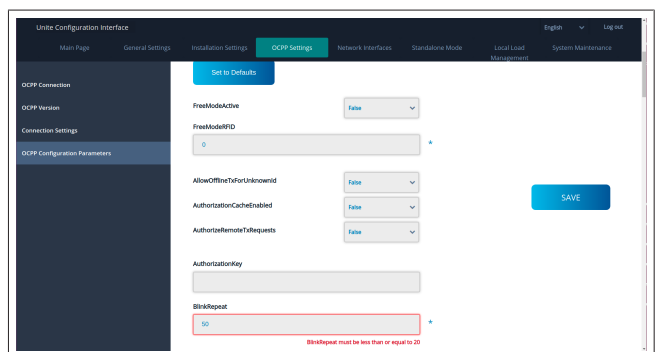 Unite Configuration Interface
English
Log out
Main Page
General Settings
Installation Settings
OCPP Settings
Network Interfaces
Standalone Mode
Local Load Management
System Maintenance
OCPP Connection
OCPP Version
Connection Settings
OCPP Configuration Parameters
Set to Defaults
FreeModeActive
False
FreeModeRFID
0
*
AllowOfflineTxForUnknownId
False
AuthorizationCacheEnabled
False
AuthorizeRemoteTxRequests
False
SAVE
AuthorizationKey
BlinkRepeat
50
*
BlinkRepeat must be less than or equal to 20